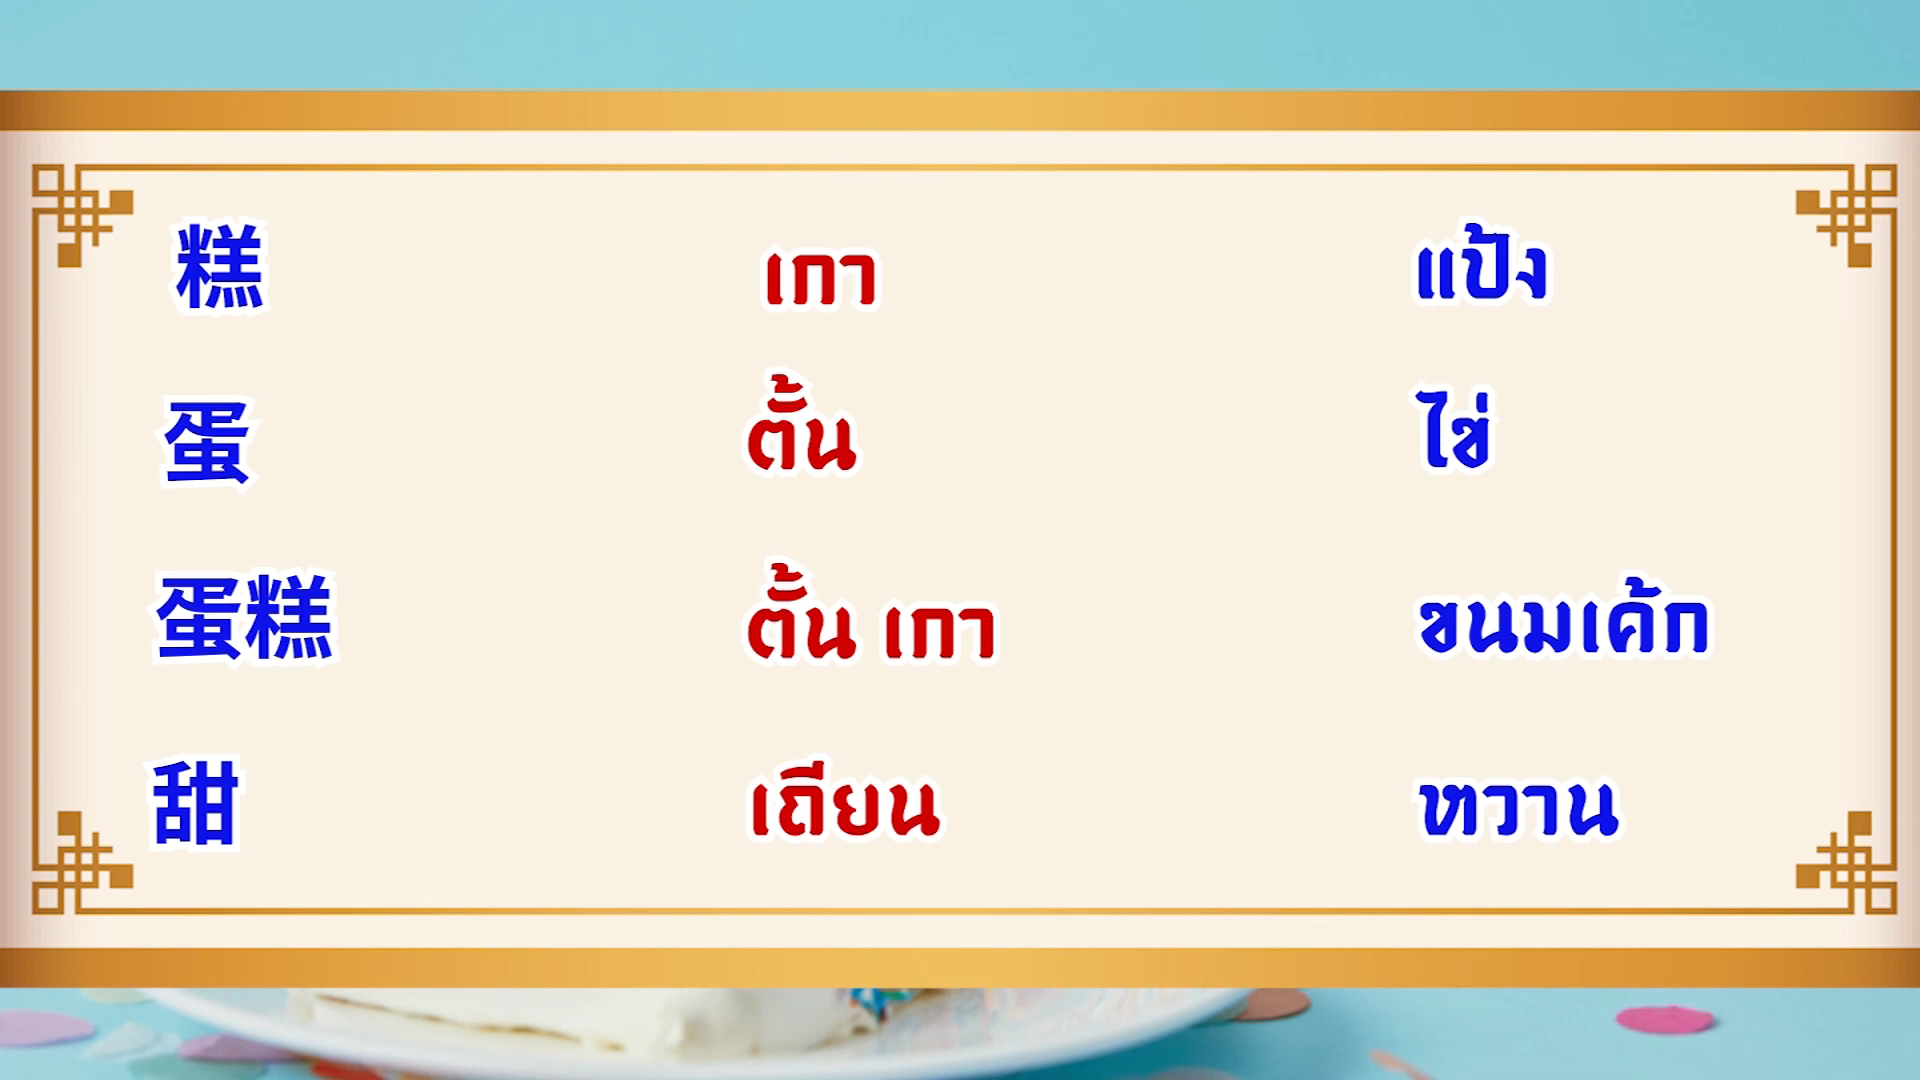 糕 เกา แป้ง
蛋 ตั้น ไข่
蛋糕 ตั้น เกา ขนมเค้ก
甜 เถียน หวาน